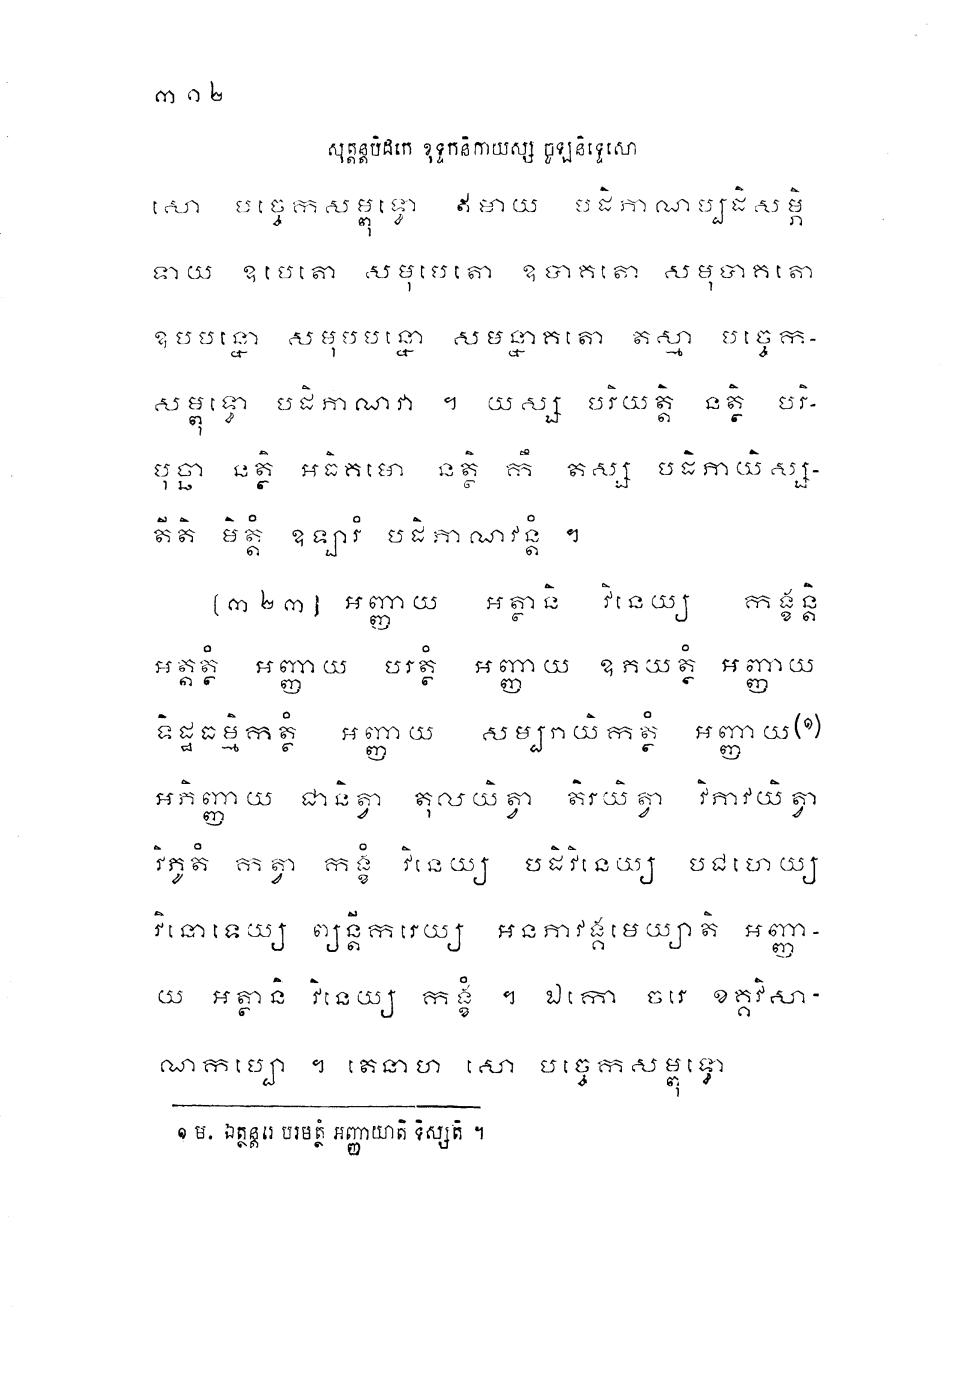 ៣១២
សុត្តន្តបិដកេ ខុទ្ទកនិកាយស្ស ចូឡនិទ្ទេសោ
សោ បច្ចេកសម្ពុទ្ធោ ឥមាយ បដិភាណប្បដិសម្ភិ
ទាយ ឧបេតោ សមុបេតោ ឧបាគតោ សមុបាគតោ
ឧបបន្នោ សមុបបន្នោ សមន្នាគតោ តស្មា បច្ចេក-
សម្ពុទ្ធោ បដិភាណវា ។ យស្ស បរិយត្តិ នត្ថិ បរិ-
បុច្ឆា នត្ថិ អធិគមោ នត្ថិ កឹ តស្ស បដិភាយិស្ស-
តីតិ មិត្តំ ឧឡារំ បដិភាណវន្តំ ។
[៣២៣] អញ្ញាយ អត្ថានិ វិនេយ្យ កង្ខន្តិ
អត្តត្ថំ អញ្ញាយ បរត្ថំ អញ្ញាយ ឧភយត្ថំ អញ្ញាយ
ទិដ្ឋធម្មិកត្ថំ អញ្ញាយ សម្បរាយិកត្ថំ អញ្ញាយ(១)
អភិញ្ញាយ ជានិត្វា តុលយិត្វា តិរយិត្វា វិភាវយិត្វា
វិភូតំ កត្វា កង្ខំ វិនេយ្យ បដិវិនេយ្យ បជហេយ្យ
វិនោទេយ្យ ព្យន្តីករេយ្យ អនភាវង្គមេយ្យាតិ អញ្ញា-
យ អត្ថានិ វិនេយ្យ កង្ខំ ។ ឯកោ ចរេ ខគ្គវិសា-
ណកប្បោ ។ តេនាហ សោ បច្ចេកសម្ពុទ្ធោ
១ ម. ឯត្ថន្តរេ បរមត្ថំ អញ្ញាយាតិ ទិស្សតិ ។